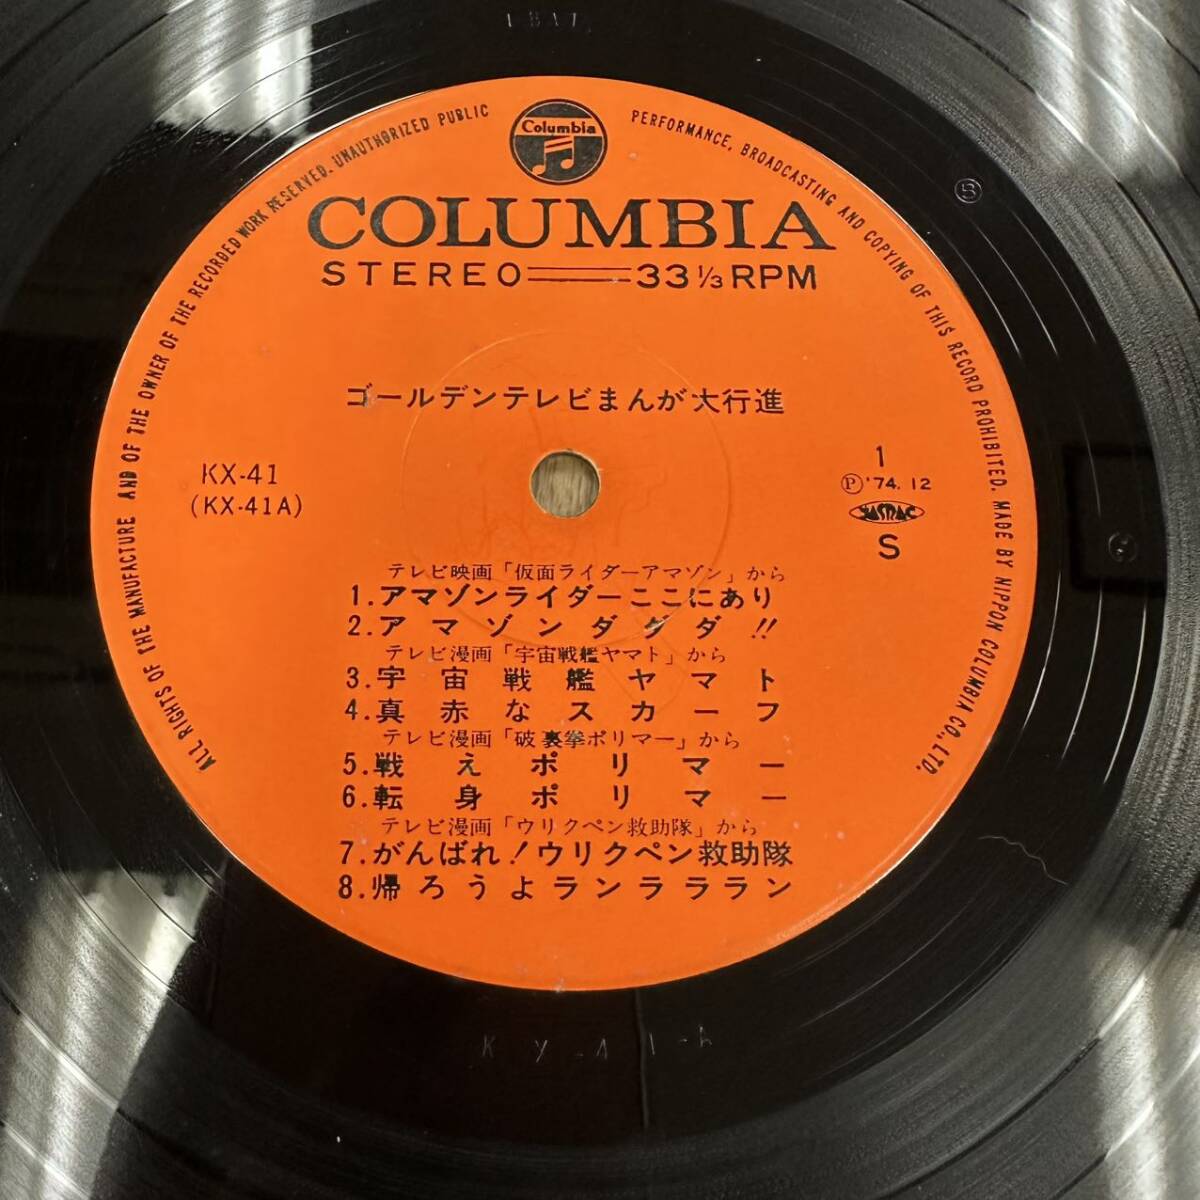 1B17
Columbia
ALL RIGHTS OF THE MANUFACTURE AND OF THE OWNER OF THE RECORDED WORK RESERVED. UNAUTHORIZED PUBLIC PERFORMANCE, BROADCASTING AND COPYING OF THIS RECORD PROHIBITED. MADE BY NIPPON COLUMBIA CO., LTD.
COLUMBIA
STEREO 33 1/3 RPM
ゴールデンテレビまんが大行進
KX-41
(KX-41A)
1
Ⓟ'74. 12
JASRAC
S
テレビ映画「仮面ライダーアマゾン」から
1.アマゾンライダーここにあり
2.アマゾンダダダ!!
テレビ漫画「宇宙戦艦ヤマト」から
3.宇宙戦艦ヤマト
4.真赤なスカーフ
テレビ漫画「破裏拳ポリマー」から
5.戦えポリマー
6.転身ポリマー
テレビ漫画「ウリクペン救助隊」から
7.がんばれ!ウリクペン救助隊
8.帰ろうよランラララン